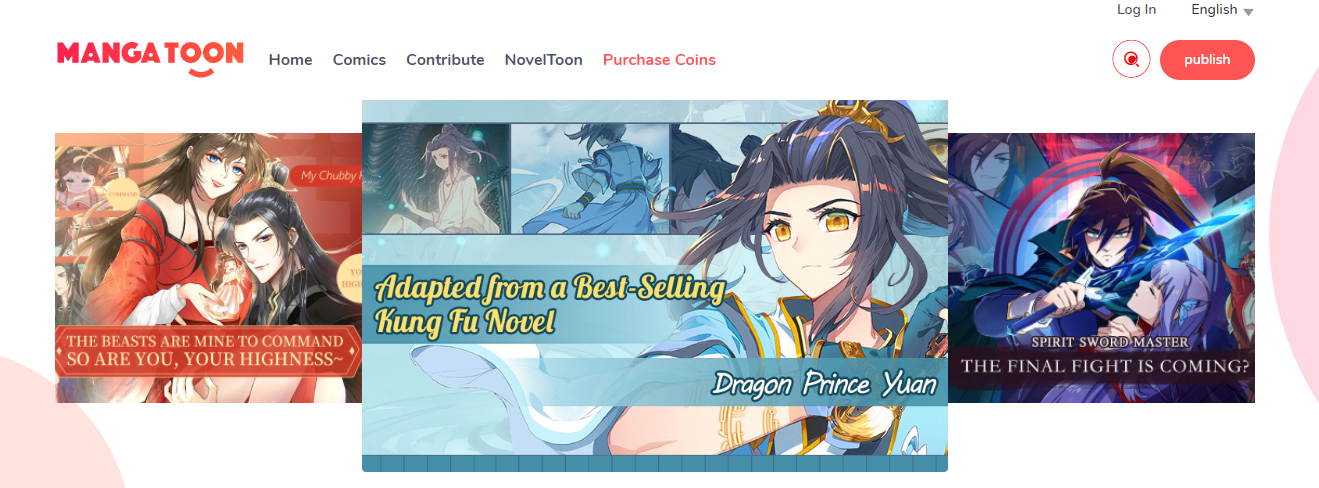 Log In English
MANGATOON Home Comics Contribute NovelToon Purchase Coins publish
My Chubby
COMMAND
THE BEASTS ARE MINE TO COMMAND
SO ARE YOU, YOUR HIGHNESS~
Adapted from a Best-Selling
Kung Fu Novel
Dragon Prince Yuan
SPIRIT SWORD MASTER
THE FINAL FIGHT IS COMING?